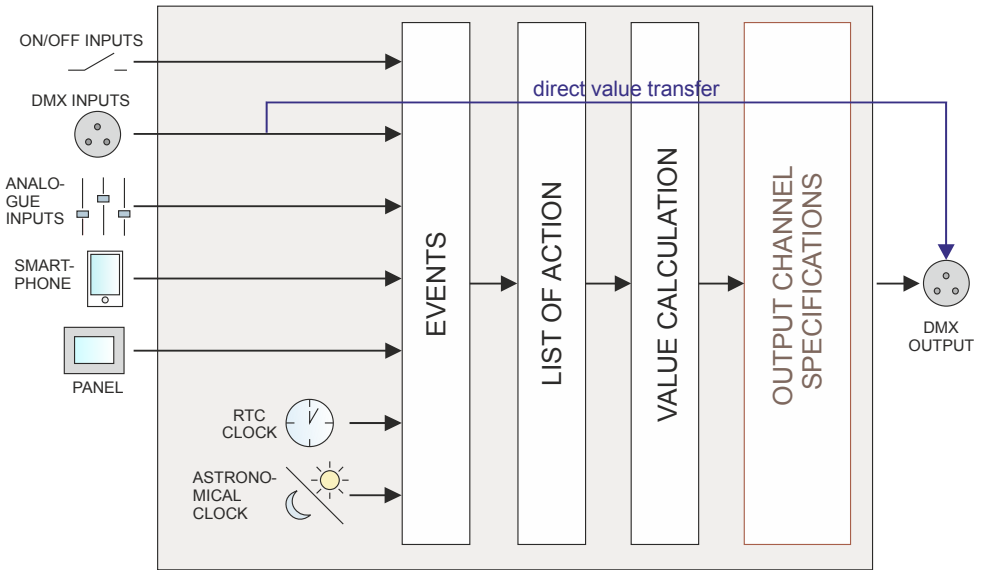 ON/OFF INPUTS
DMX INPUTS
ANALO-
GUE
INPUTS
SMART-
PHONE
PANEL
RTC
CLOCK
ASTRONO-
MICAL
CLOCK
direct value transfer
EVENTS
LIST OF ACTION
VALUE CALCULATION
OUTPUT CHANNEL
SPECIFICATIONS
DMX
OUTPUT